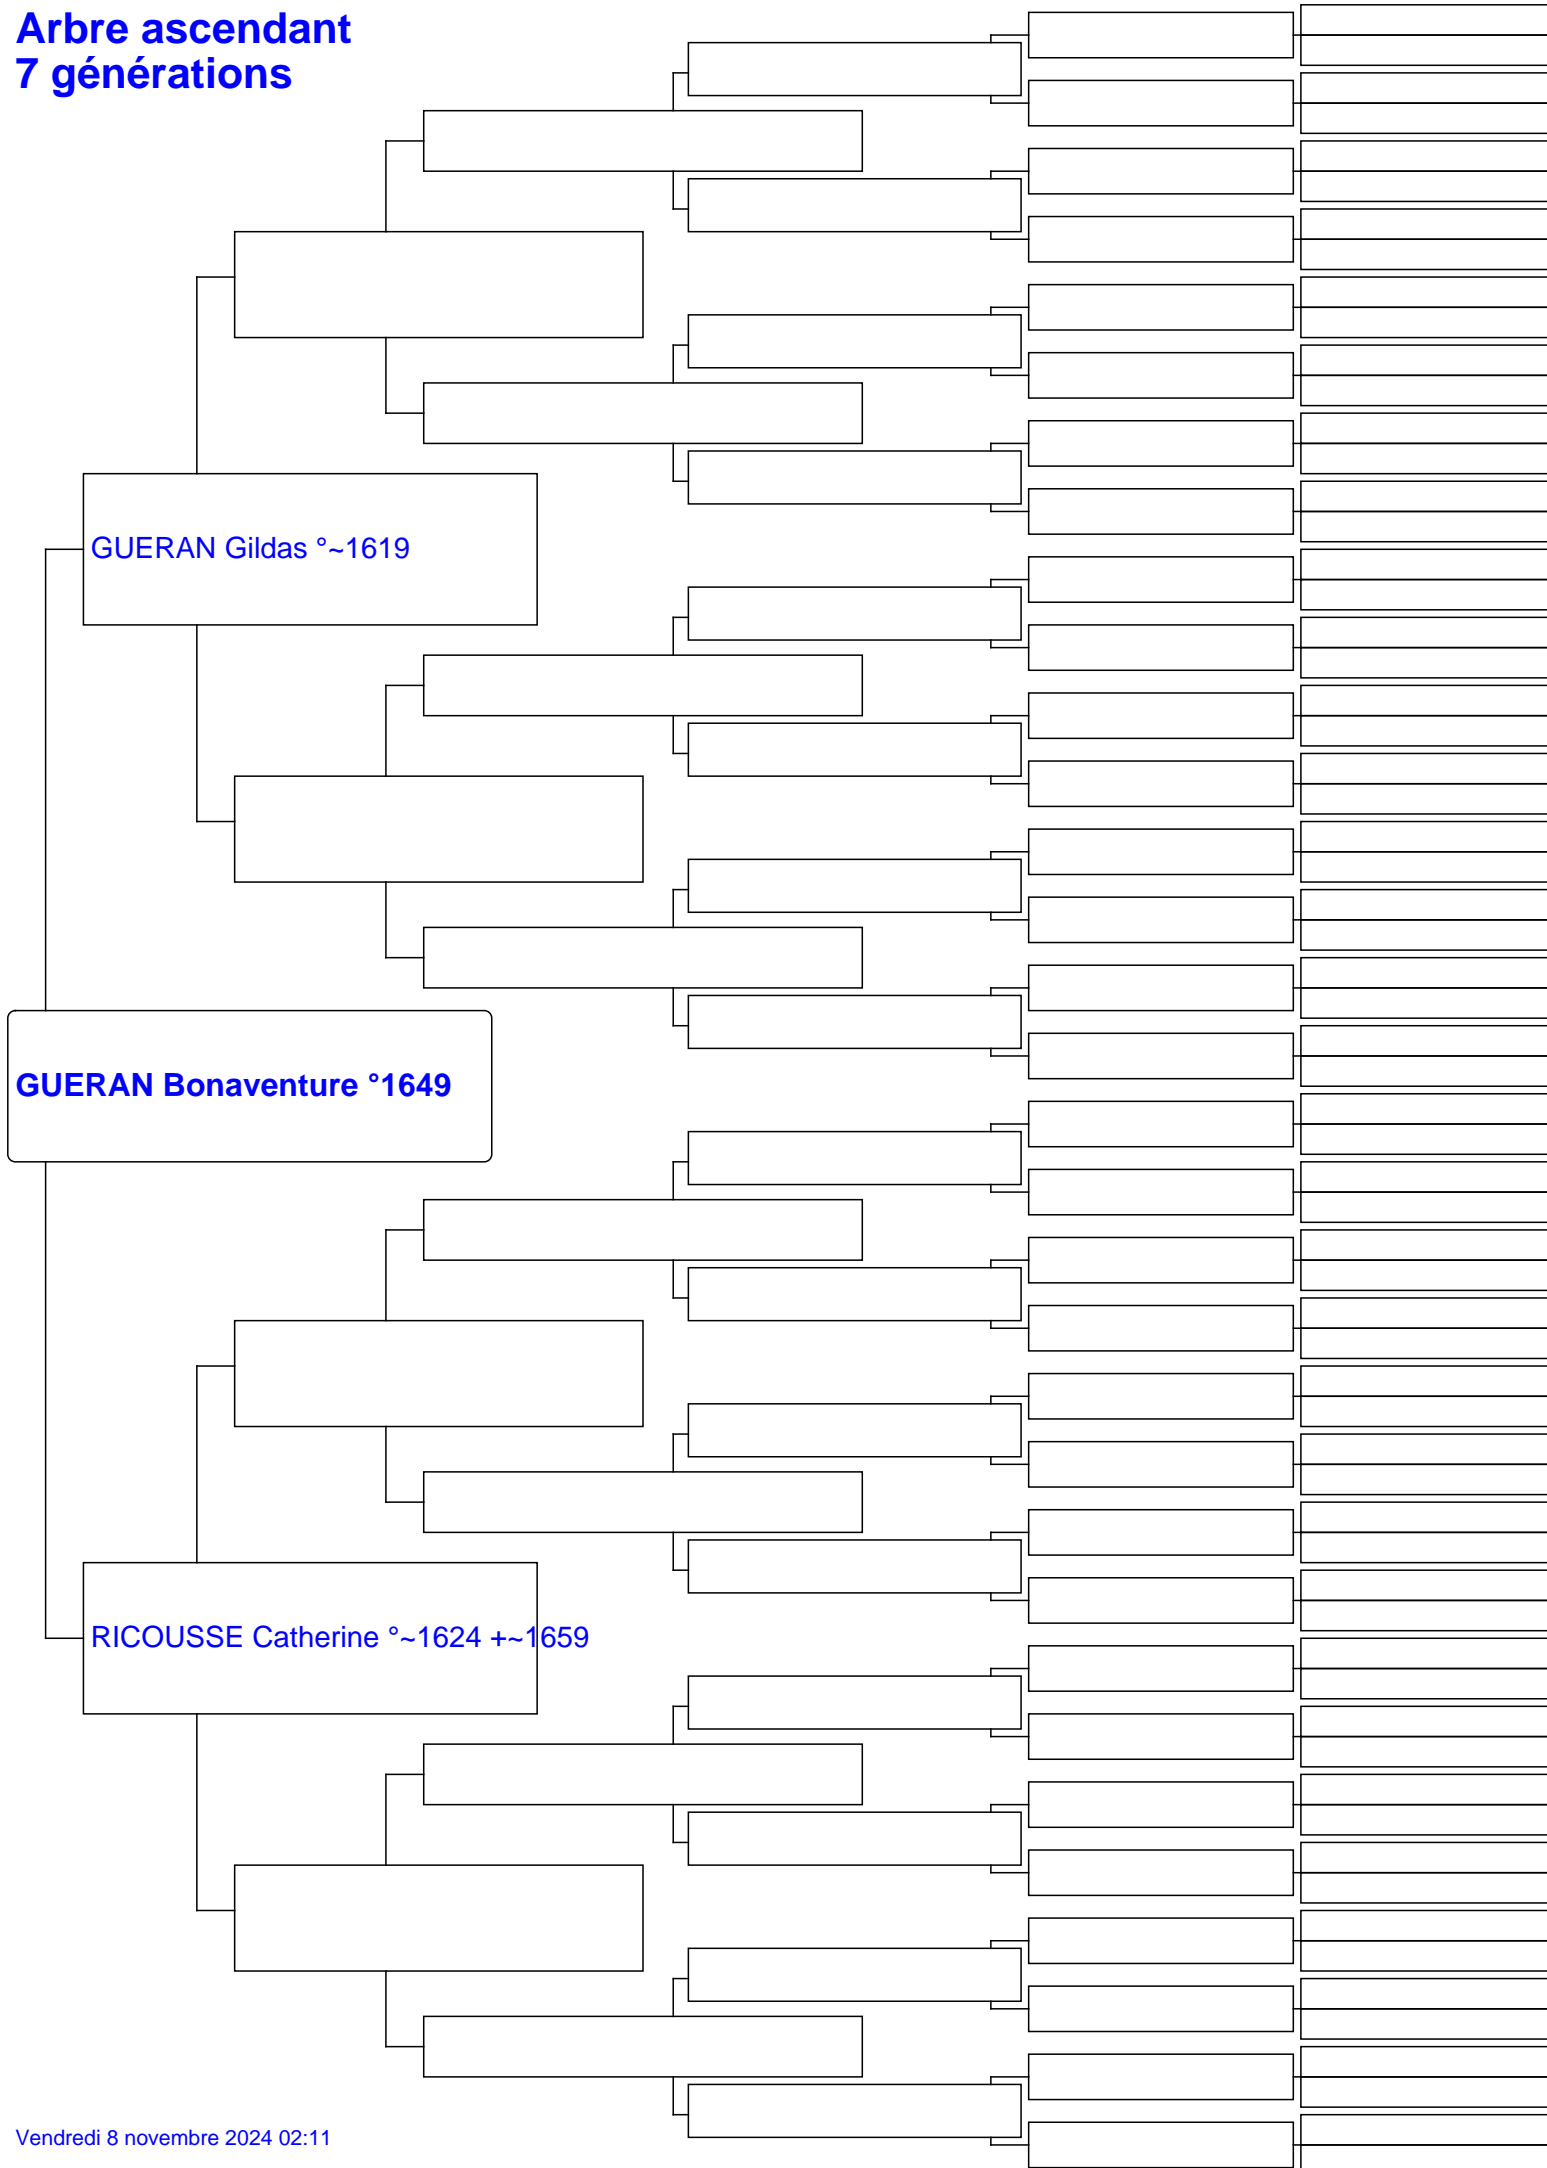 Arbre ascendant
7 générations
GUERAN Gildas °~1619
GUERAN Bonaventure °1649
RICOUSSE Catherine °~1624 +~1659
Vendredi 8 novembre 2024 02:11